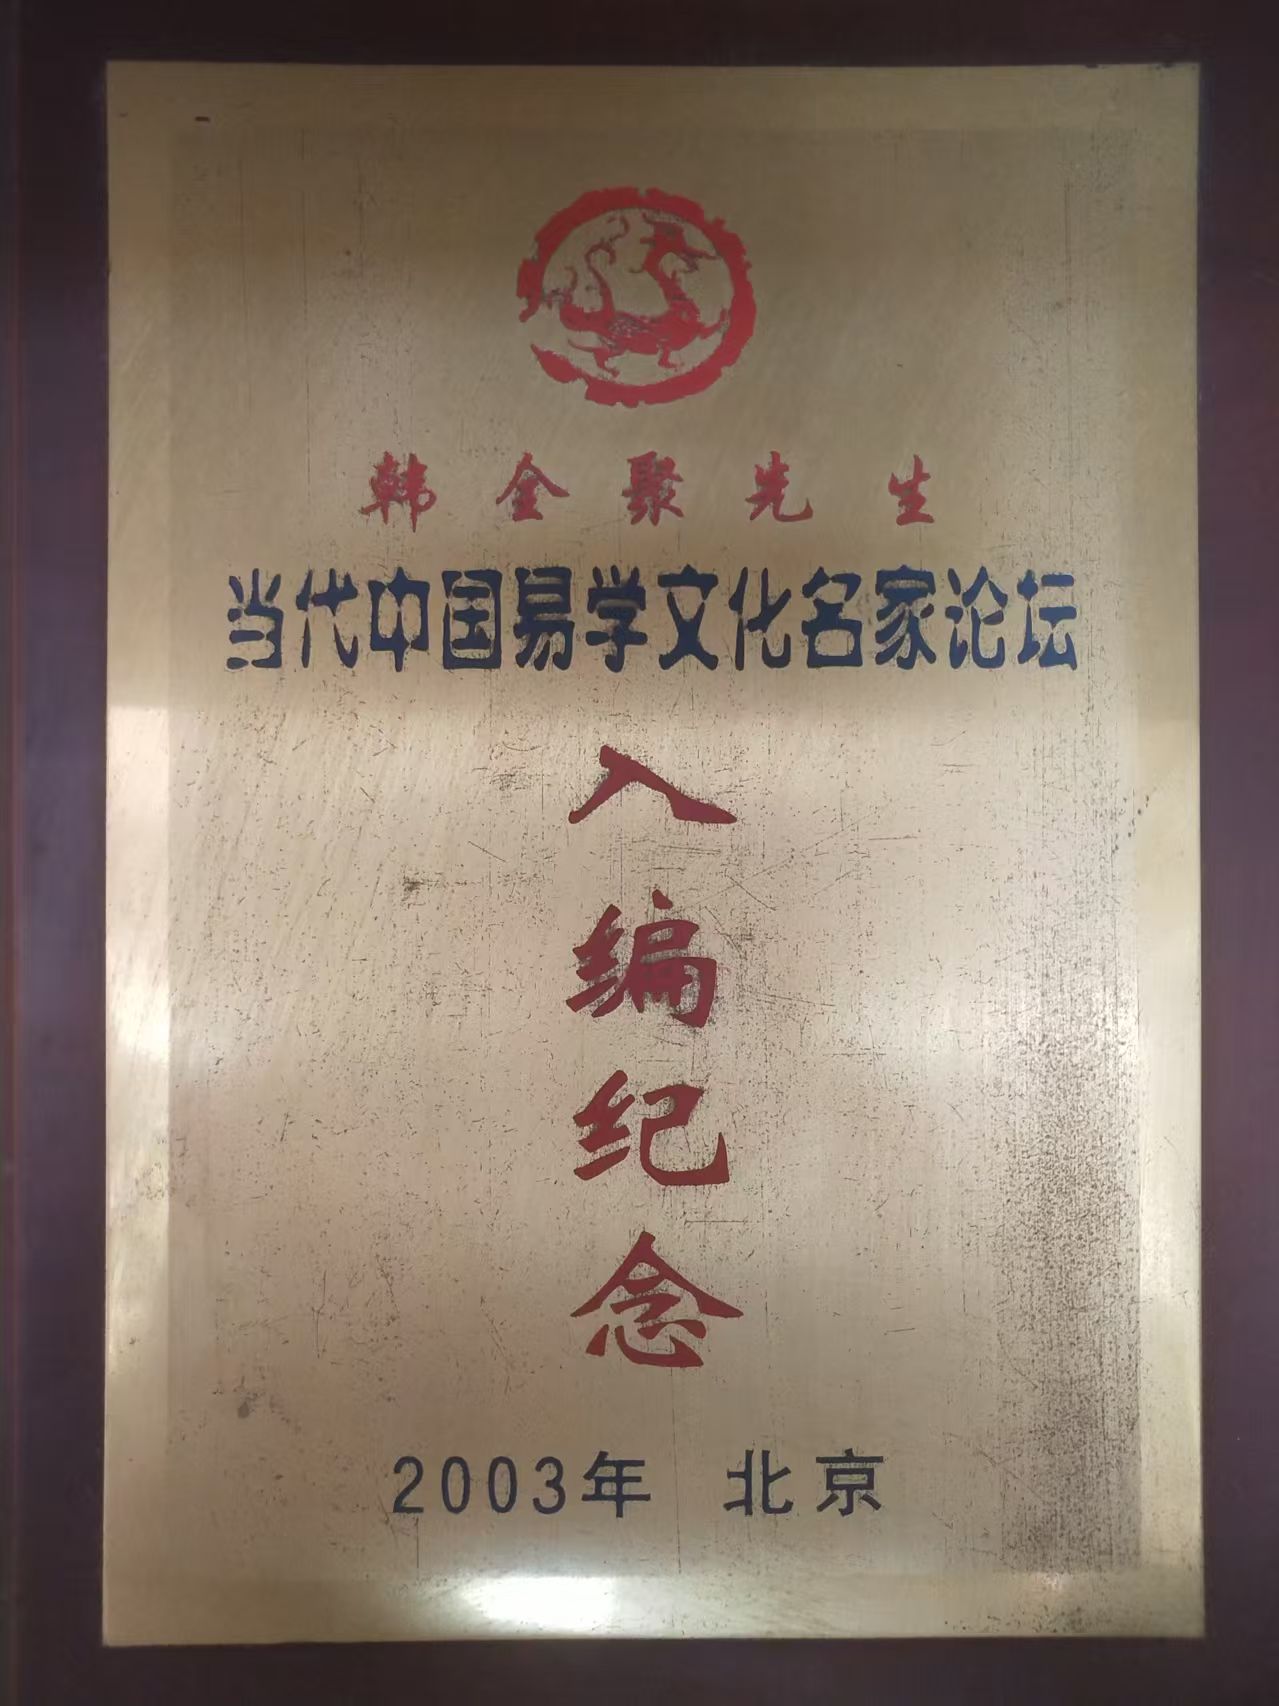 韩金聚先生
当代中国易学文化名家论坛
入
编
纪
念
2003年 北京